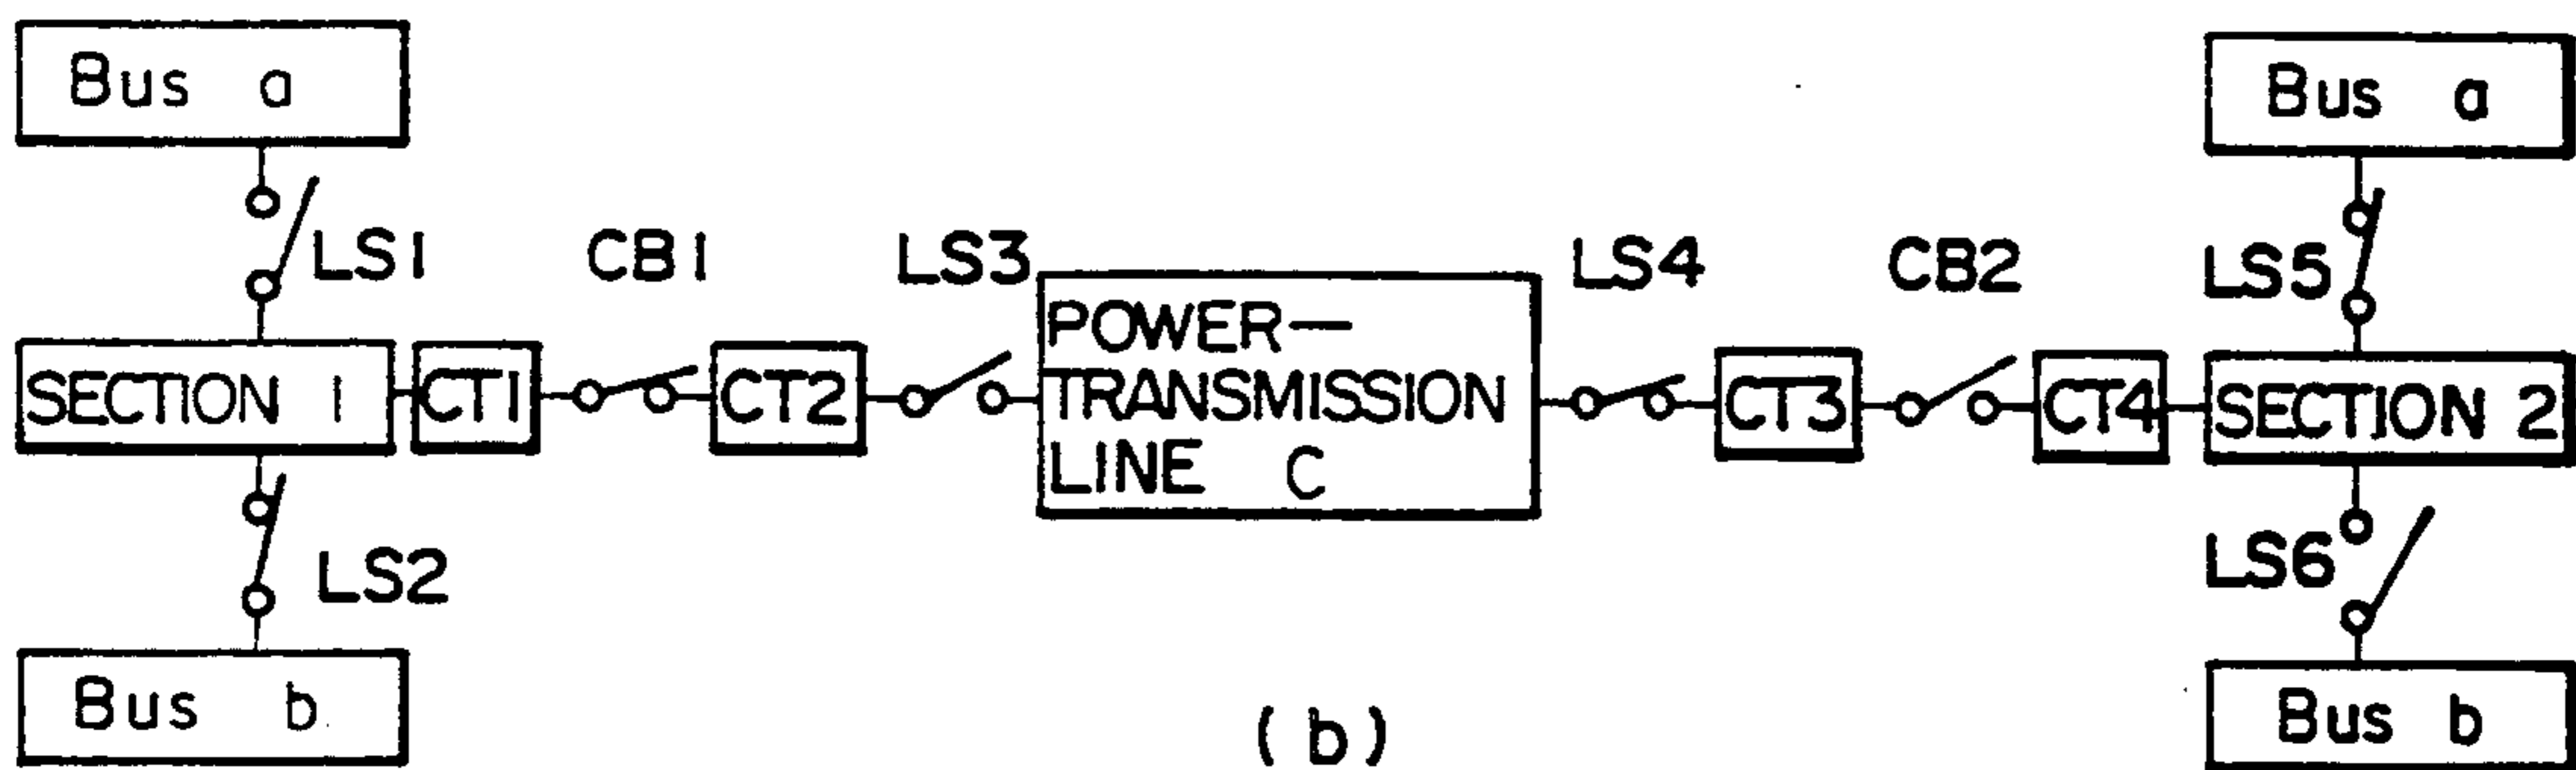 Bus a
LS1
SECTION 1
CT1
CB1
CT2
LS3
LS2
Bus b
POWER—
TRANSMISSION
LINE C
LS4
CT3
CB2
CT4
Bus a
LS5
SECTION 2
LS6
Bus b
(b)